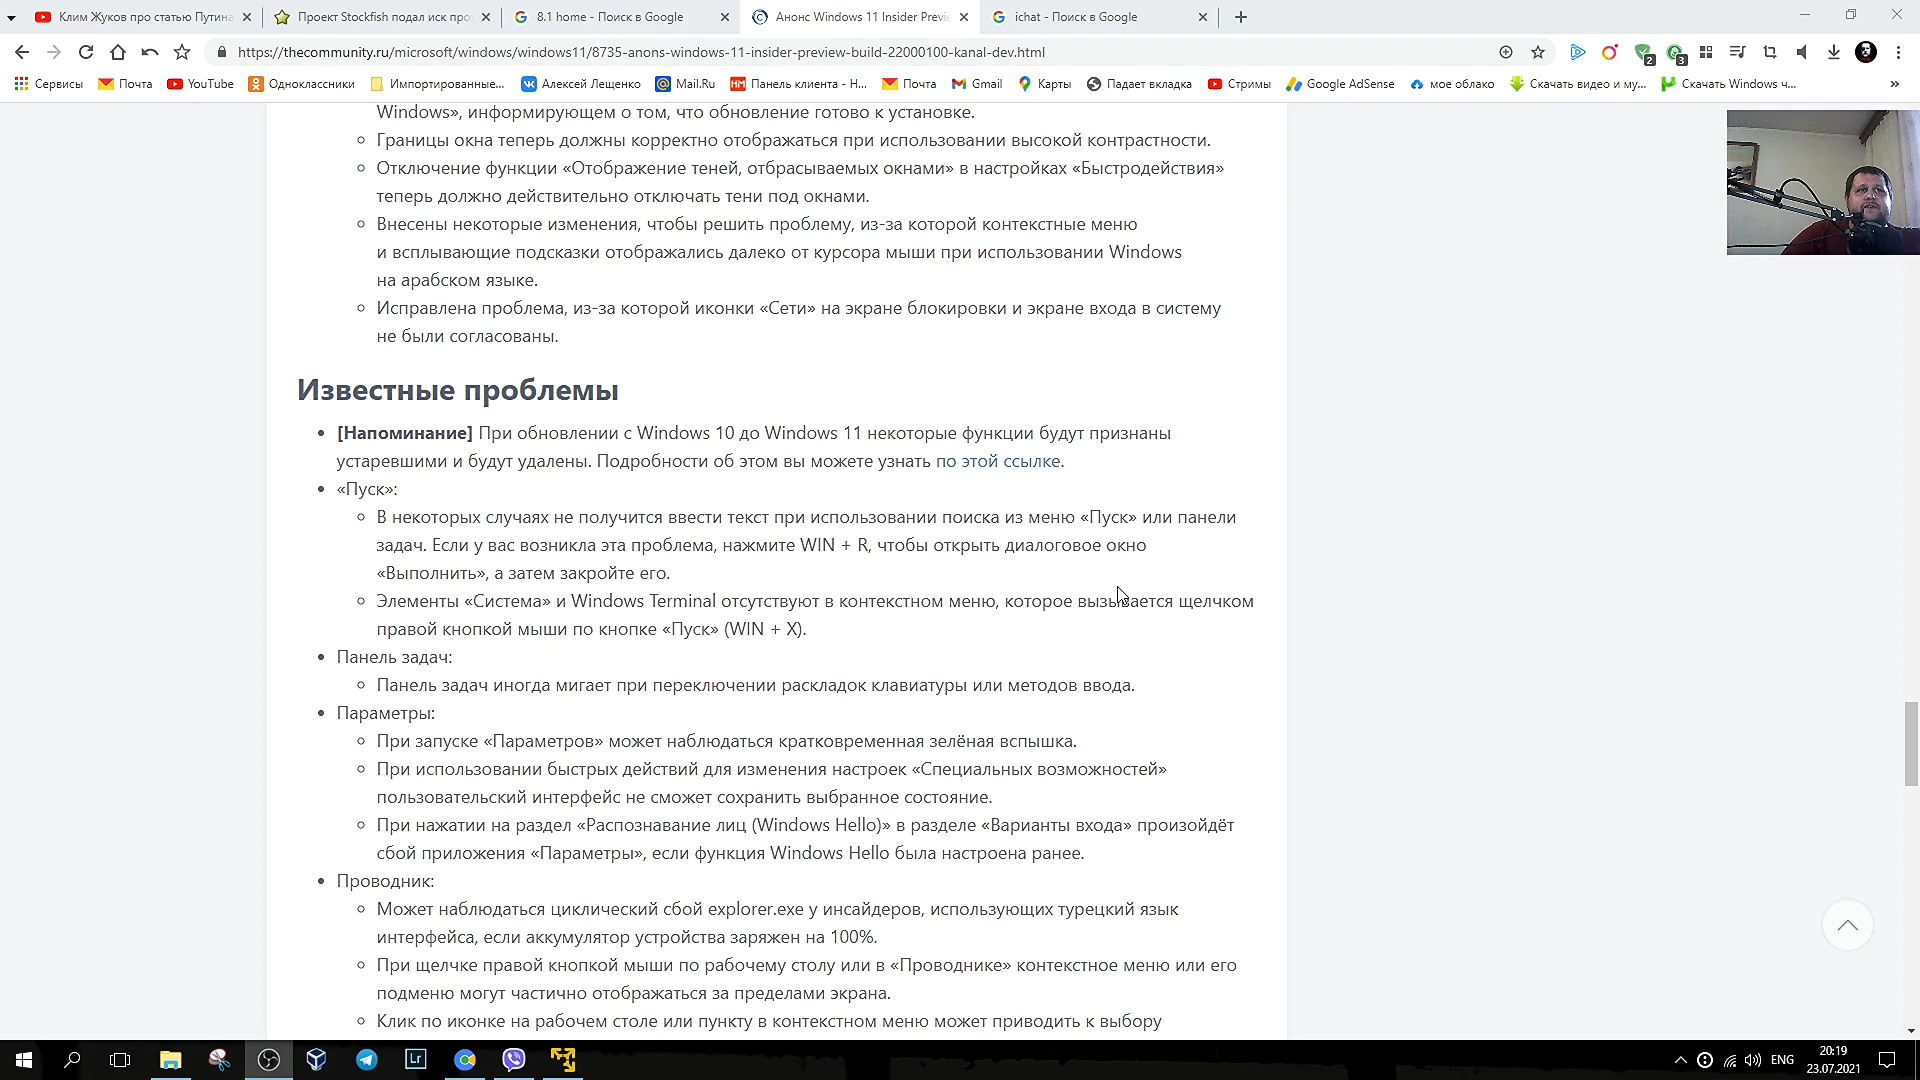 Клим Жуков про статью Путина
Проект Stockfish подал иск про
8.1 home - Поиск в Google
Анонс Windows 11 Insider Previe
ichat - Поиск в Google
https://thecommunity.ru/microsoft/windows/windows11/8735-anons-windows-11-insider-preview-build-22000100-kanal-dev.html
2
3
Сервисы
Почта
YouTube
Одноклассники
Импортированные...
Алексей Лещенко
Mail.Ru
Панель клиента - H...
Почта
Gmail
Карты
Падает вкладка
Стримы
Google AdSense
мое облако
Скачать видео и му...
Скачать Windows ч...
»
Windows», информирующем о том, что обновление готово к установке.
Границы окна теперь должны корректно отображаться при использовании высокой контрастности.
Отключение функции «Отображение теней, отбрасываемых окнами» в настройках «Быстродействия»
теперь должно действительно отключать тени под окнами.
Внесены некоторые изменения, чтобы решить проблему, из-за которой контекстные меню
и всплывающие подсказки отображались далеко от курсора мыши при использовании Windows
на арабском языке.
Исправлена проблема, из-за которой иконки «Сети» на экране блокировки и экране входа в систему
не были согласованы.
Известные проблемы
[Напоминание] При обновлении с Windows 10 до Windows 11 некоторые функции будут признаны
устаревшими и будут удалены. Подробности об этом вы можете узнать по этой ссылке.
«Пуск»:
В некоторых случаях не получится ввести текст при использовании поиска из меню «Пуск» или панели
задач. Если у вас возникла эта проблема, нажмите WIN + R, чтобы открыть диалоговое окно
«Выполнить», а затем закройте его.
Элементы «Система» и Windows Terminal отсутствуют в контекстном меню, которое вызывается щелчком
правой кнопкой мыши по кнопке «Пуск» (WIN + X).
Панель задач:
Панель задач иногда мигает при переключении раскладок клавиатуры или методов ввода.
Параметры:
При запуске «Параметров» может наблюдаться кратковременная зелёная вспышка.
При использовании быстрых действий для изменения настроек «Специальных возможностей»
пользовательский интерфейс не сможет сохранить выбранное состояние.
При нажатии на раздел «Распознавание лиц (Windows Hello)» в разделе «Варианты входа» произойдёт
сбой приложения «Параметры», если функция Windows Hello была настроена ранее.
Проводник:
Может наблюдаться циклический сбой explorer.exe у инсайдеров, использующих турецкий язык
интерфейса, если аккумулятор устройства заряжен на 100%.
При щелчке правой кнопкой мыши по рабочему столу или в «Проводнике» контекстное меню или его
подменю могут частично отображаться за пределами экрана.
Клик по иконке на рабочем столе или пункту в контекстном меню может приводить к выбору
Lr
ENG
20:19
23.07.2021